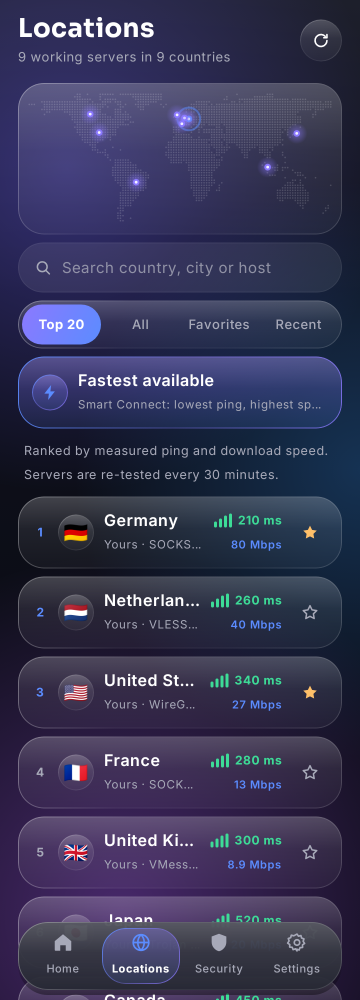 Locations
9 working servers in 9 countries
Search country, city or host
Top 20 All Favorites Recent
Fastest available
Smart Connect: lowest ping, highest sp...
Ranked by measured ping and download speed.
Servers are re-tested every 30 minutes.
1 Germany 210 ms
Yours · SOCKS... 80 Mbps
2 Netherlan... 260 ms
Yours · VLESS... 40 Mbps
3 United St... 340 ms
Yours · WireG... 27 Mbps
4 France 280 ms
Yours · SOCK... 13 Mbps
5 United Ki... 300 ms
Yours · VMess... 8.9 Mbps
Japan 520 ms
Home Locations Security Settings
Canada 450 ms